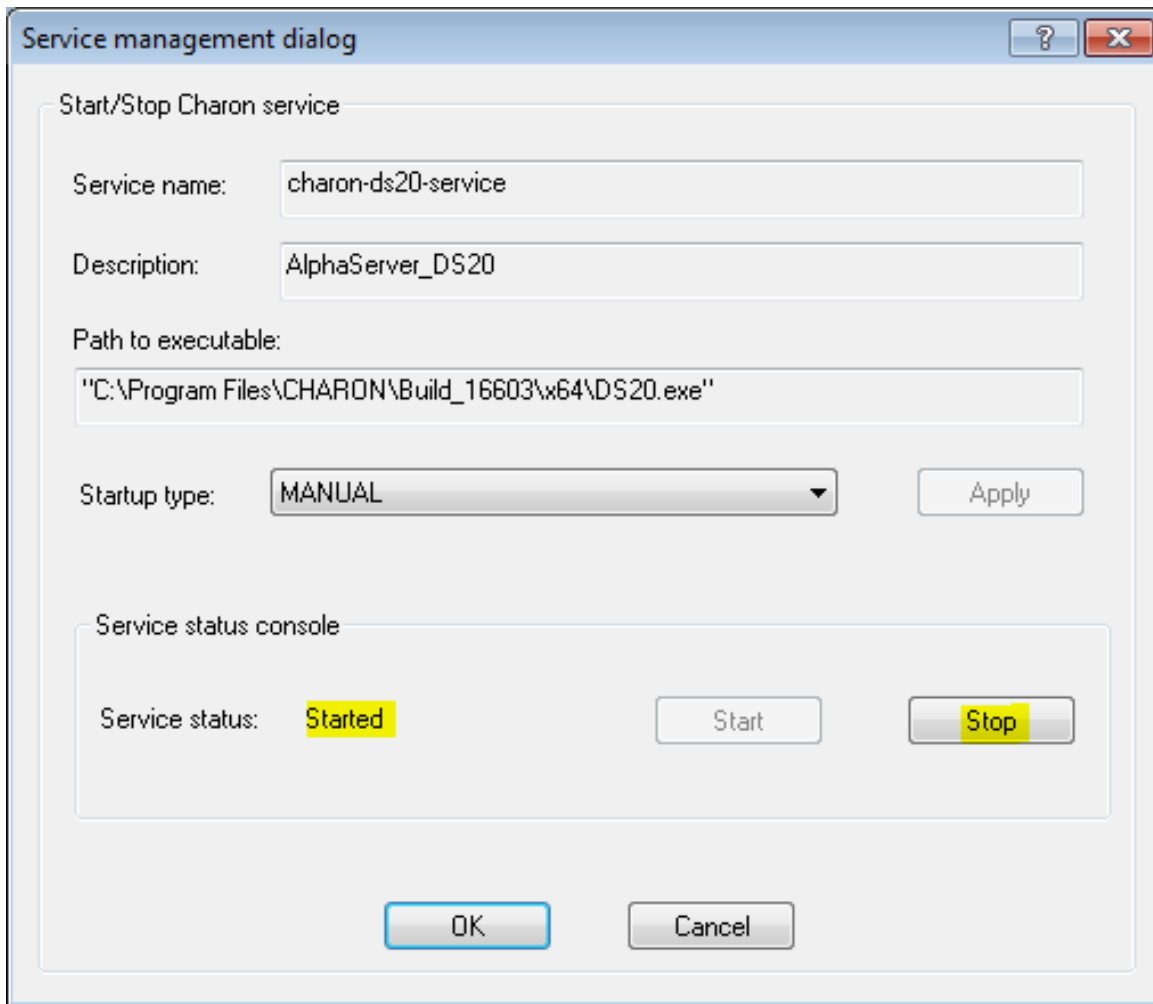 Service management dialog
Start/Stop Charon service
Service name: charon-ds20-service
Description: AlphaServer_DS20
Path to executable:
"C:\Program Files\CHARON\Build_16603\x64\DS20.exe"
Startup type: MANUAL Apply
Service status console
Service status: Started Start Stop
OK Cancel